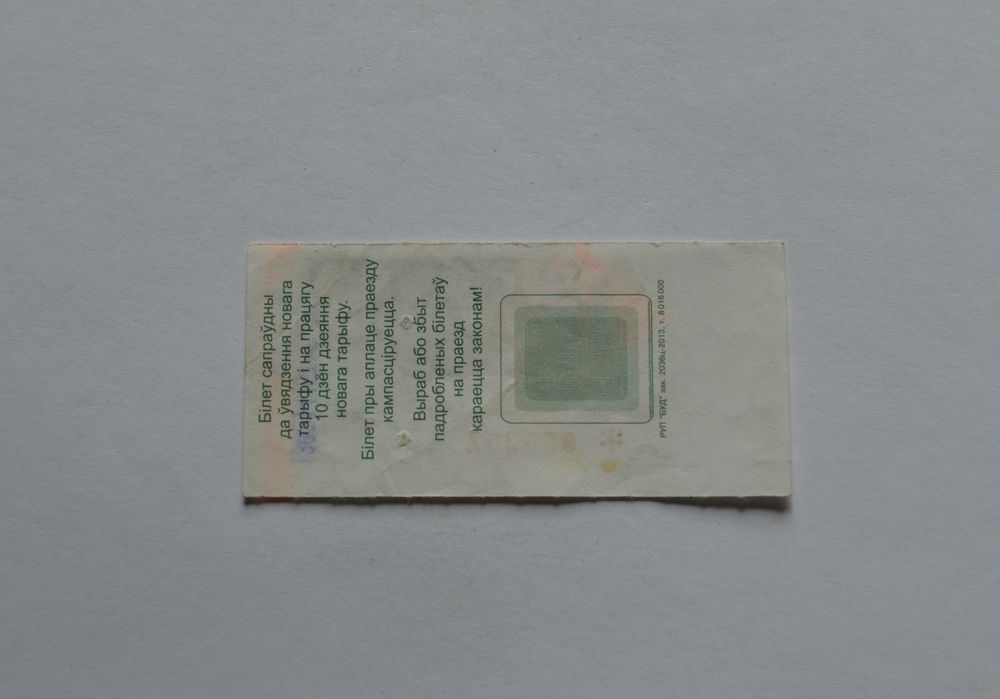 Білет сапраўдны
да ўвядзення новага
тарыфу і на працягу
10 дзён дзеяння
новага тарыфу.
Білет пры аплаце праезду
кампасціруецца.
Выраб або збыт
падробленых білетаў
на праезд
караецца законам!
РУП "БУД" зак. 2036ц-2013, т. 8 016 000